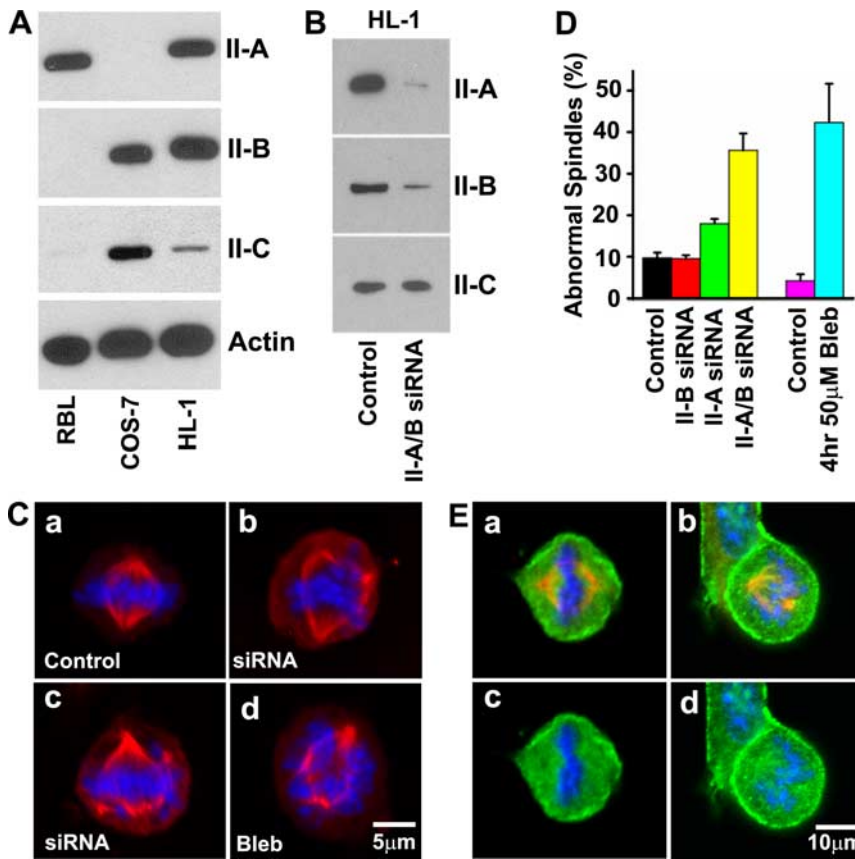 A
II-A
II-B
II-C
Actin
RBL
COS-7
HL-1
B
HL-1
II-A
II-B
II-C
Control
II-A/B siRNA
D
Abnormal Spindles (%)
50
40
30
20
10
0
Control
II-B siRNA
II-A siRNA
II-A/B siRNA
Control
4hr 50µM Bleb
C
a
Control
b
siRNA
c
siRNA
d
Bleb
5µm
E
a
b
c
d
10µm